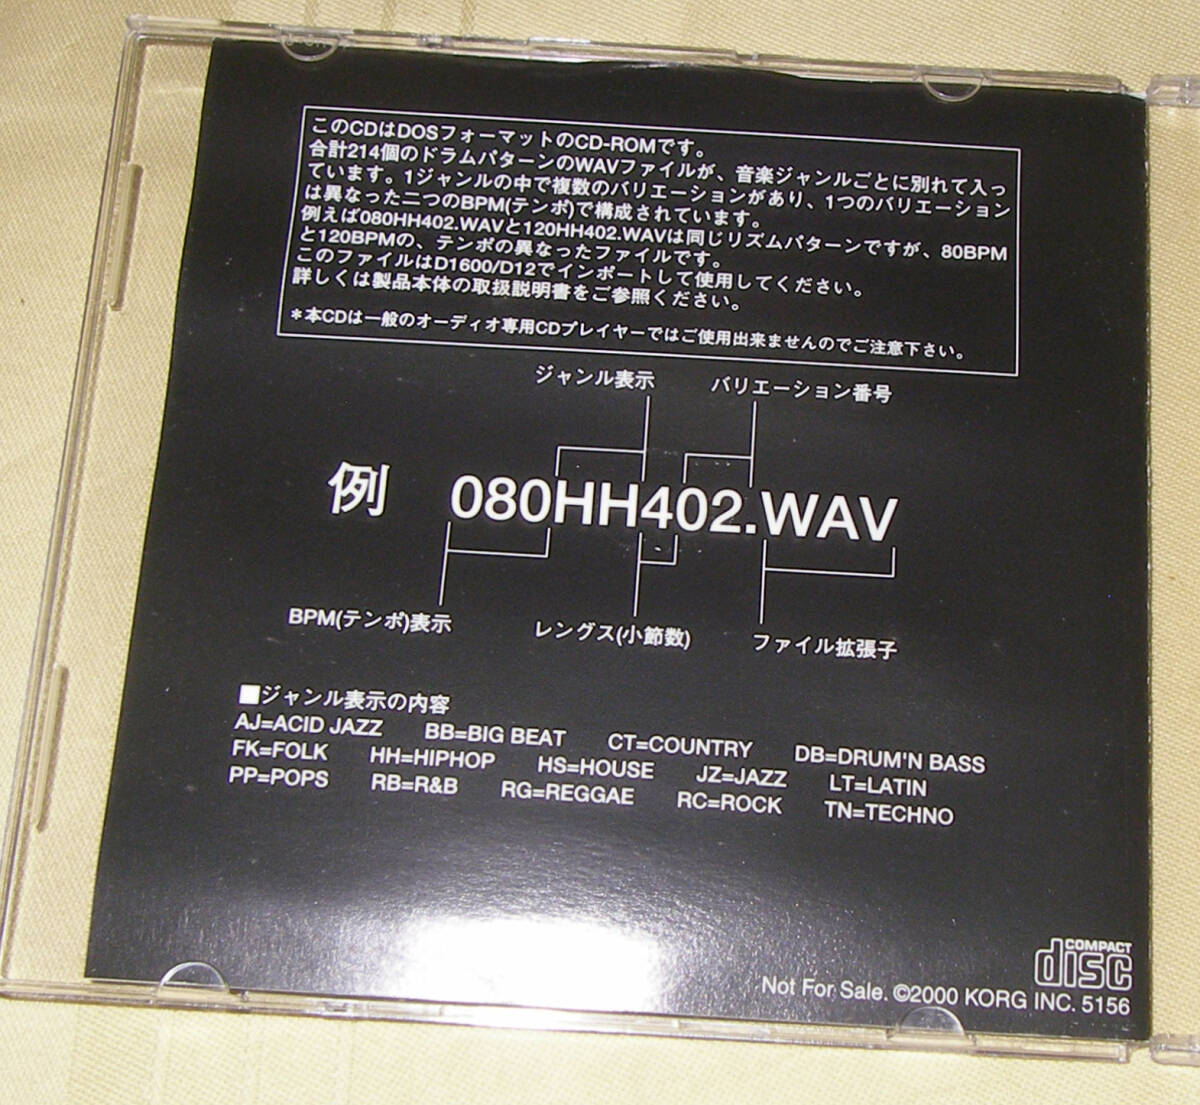 このCDはDOSフォーマットのCD-ROMです。
合計214個のドラムパターンのWAVファイルが、音楽ジャンルごとに別れて入っ
ています。1ジャンルの中で複数のバリエーションがあり、1つのバリエーション
は異なった二つのBPM(テンポ)で構成されています。
例えば080HH402.WAVと120HH402.WAVは同じリズムパターンですが、80BPM
と120BPMの、テンポの異なったファイルです。
このファイルはD1600/D12でインポートして使用してください。
詳しくは製品本体の取扱説明書をご参照ください。
*本CDは一般のオーディオ専用CDプレイヤーではご使用出来ませんのでご注意下さい。
ジャンル表示 バリエーション番号
例 080HH402.WAV
BPM(テンポ)表示 レングス(小節数) ファイル拡張子
■ジャンル表示の内容
AJ=ACID JAZZ BB=BIG BEAT CT=COUNTRY DB=DRUM'N BASS
FK=FOLK HH=HIPHOP HS=HOUSE JZ=JAZZ LT=LATIN
PP=POPS RB=R&B RG=REGGAE RC=ROCK TN=TECHNO
COMPACT
disc
Not For Sale. ©2000 KORG INC. 5156